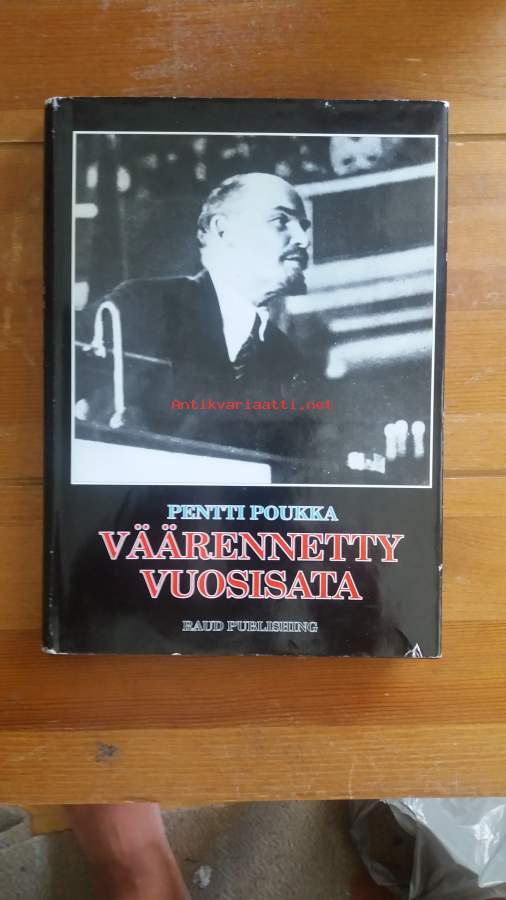 Antikvariaatti.net
PENTTI POUKKA
VÄÄRENNETTY
VUOSISATA
RAUD PUBLISHING